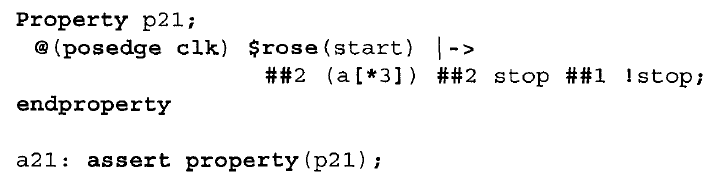 Property p21;
@(posedge clk) $rose(start) |->
##2 (a[*3]) ##2 stop ##1 !stop;
endproperty
a21: assert property(p21);